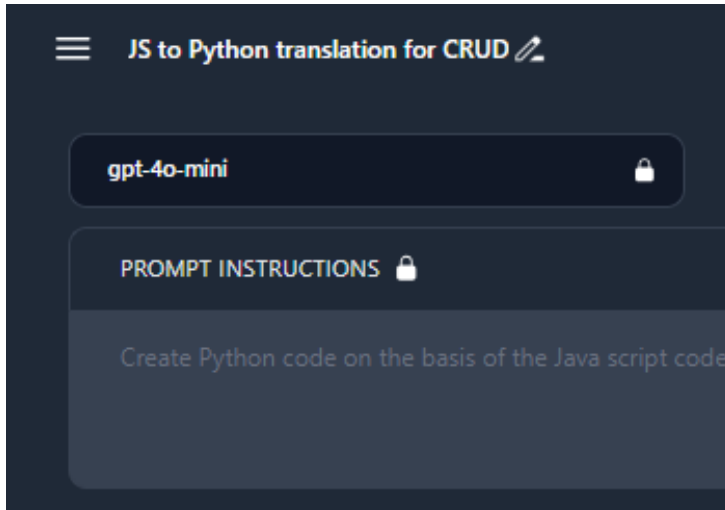 JS to Python translation for CRUD
gpt-4o-mini
PROMPT INSTRUCTIONS
Create Python code on the basis of the Java script code